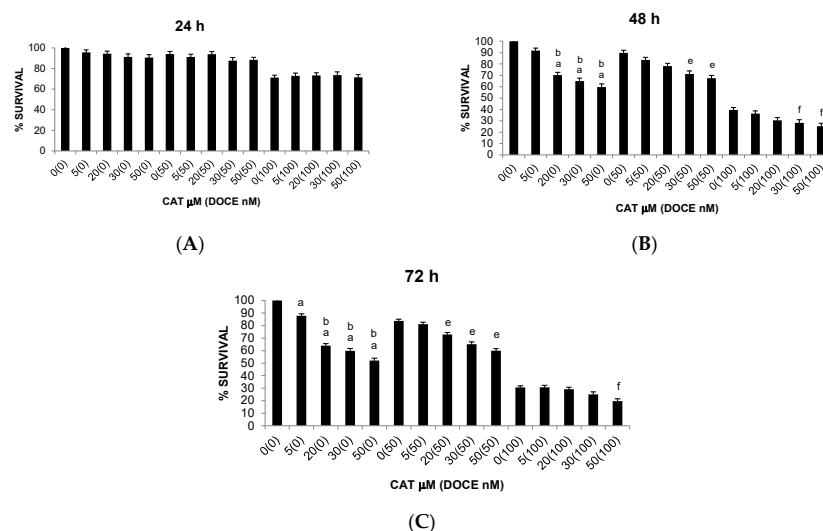 24 h
% SURVIVAL
100
80
60
40
20
0
0(0) 5(0) 20(0) 30(0) 50(0) 0(50) 5(50) 20(50) 30(50) 50(50) 0(100) 5(100) 20(100) 30(100) 50(100)
CAT µM (DOCE nM)
(A)
48 h
% SURVIVAL
100
90
80
70
60
50
40
30
20
10
0
b b b e e f f
a a a
0(0) 5(0) 20(0) 30(0) 50(0) 0(50) 5(50) 20(50) 30(50) 50(50) 0(100) 5(100) 20(100) 30(100) 50(100)
CAT µM (DOCE nM)
(B)
72 h
% SURVIVAL
100
90
80
70
60
50
40
30
20
10
0
a b b b e e e f
a a a
0(0) 5(0) 20(0) 30(0) 50(0) 0(50) 5(50) 20(50) 30(50) 50(50) 0(100) 5(100) 20(100) 30(100) 50(100)
CAT µM (DOCE nM)
(C)